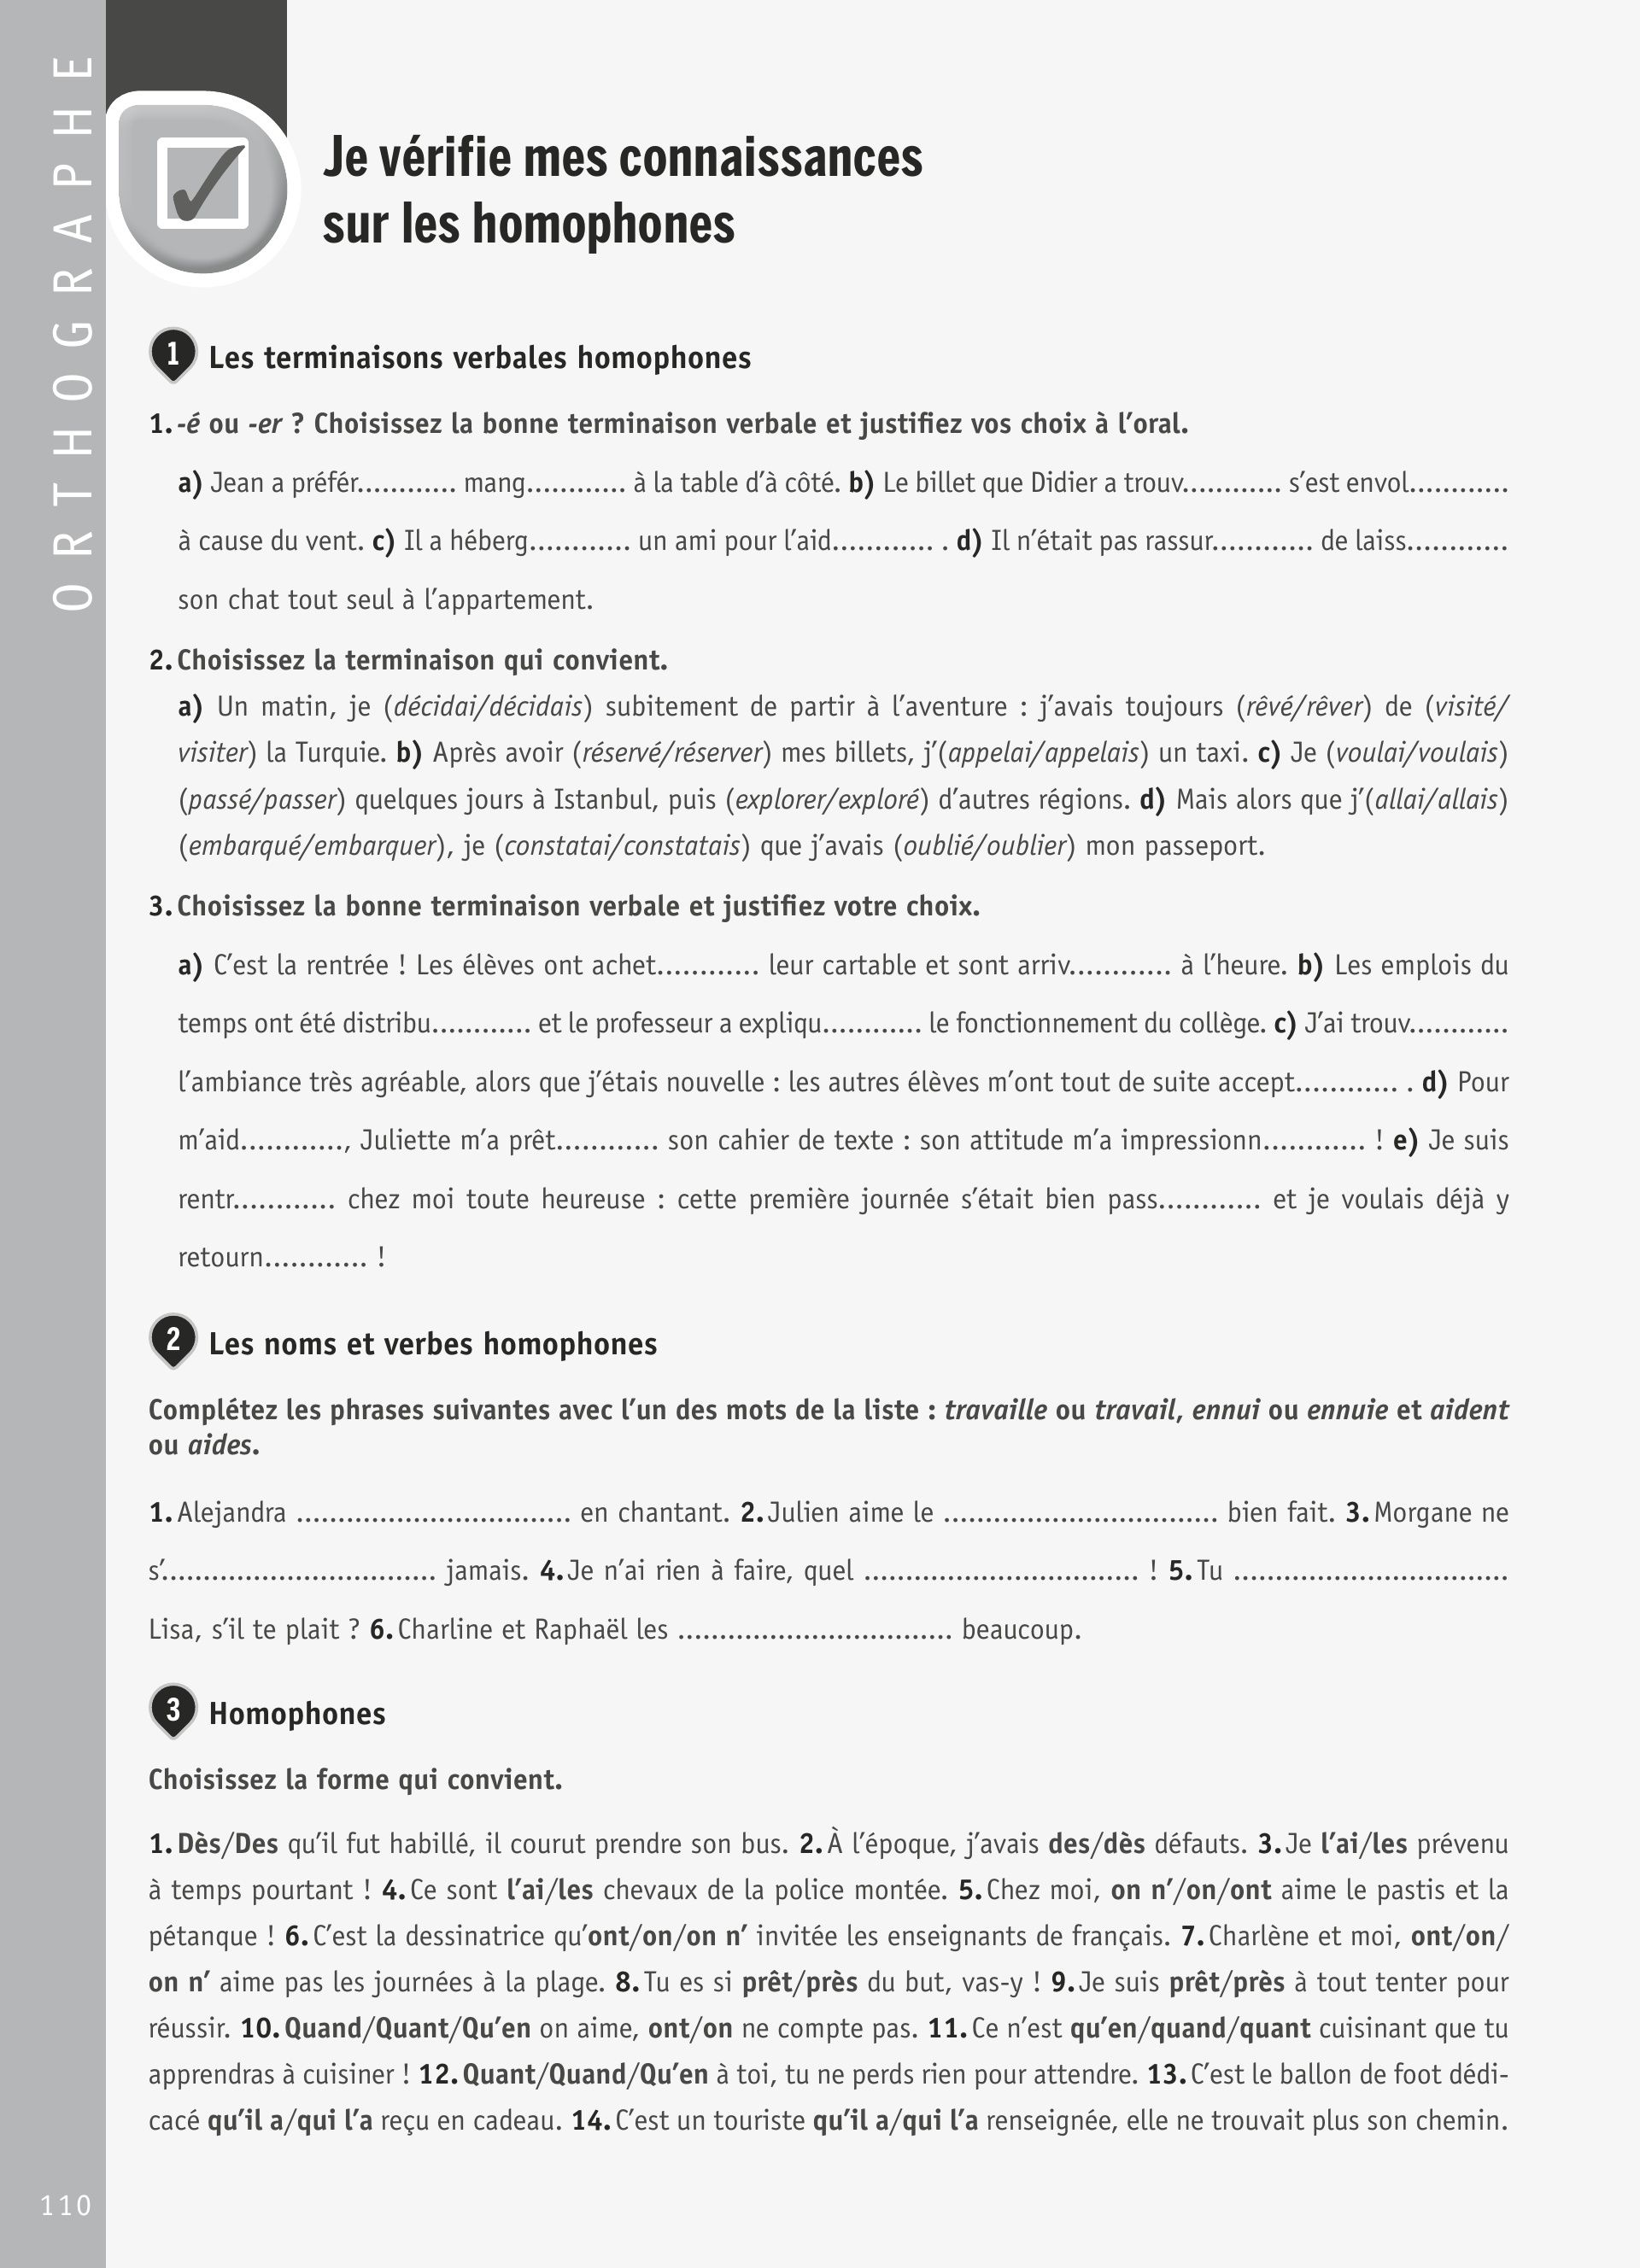 ORTHOGRAPHE
Je vérifie mes connaissances
sur les homophones
1 Les terminaisons verbales homophones
1. -é ou -er ? Choisissez la bonne terminaison verbale et justifiez vos choix à l’oral.
a) Jean a préfér............ mang............ à la table d’à côté. b) Le billet que Didier a trouv............ s’est envol............
à cause du vent. c) Il a héberg............ un ami pour l’aid............ . d) Il n’était pas rassur............ de laiss............
son chat tout seul à l’appartement.
2. Choisissez la terminaison qui convient.
a) Un matin, je (décidai/décidais) subitement de partir à l’aventure : j’avais toujours (rêvé/rêver) de (visité/
visiter) la Turquie. b) Après avoir (réservé/réserver) mes billets, j’(appelai/appelais) un taxi. c) Je (voulai/voulais)
(passé/passer) quelques jours à Istanbul, puis (explorer/exploré) d’autres régions. d) Mais alors que j’(allai/allais)
(embarqué/embarquer), je (constatai/constatais) que j’avais (oublié/oublier) mon passeport.
3. Choisissez la bonne terminaison verbale et justifiez votre choix.
a) C’est la rentrée ! Les élèves ont achet............ leur cartable et sont arriv............ à l’heure. b) Les emplois du
temps ont été distribu............ et le professeur a expliqu............ le fonctionnement du collège. c) J’ai trouv............
l’ambiance très agréable, alors que j’étais nouvelle : les autres élèves m’ont tout de suite accept............ . d) Pour
m’aid............, Juliette m’a prêt............ son cahier de texte : son attitude m’a impressionn............ ! e) Je suis
rentr............ chez moi toute heureuse : cette première journée s’était bien pass............ et je voulais déjà y
retourn............ !
2 Les noms et verbes homophones
Complétez les phrases suivantes avec l’un des mots de la liste : travaille ou travail, ennui ou ennuie et aident
ou aides.
1. Alejandra ................................. en chantant. 2. Julien aime le ................................. bien fait. 3. Morgane ne
s’................................. jamais. 4. Je n’ai rien à faire, quel ................................. ! 5. Tu .................................
Lisa, s’il te plait ? 6. Charline et Raphaël les ................................. beaucoup.
3 Homophones
Choisissez la forme qui convient.
1. Dès/Des qu’il fut habillé, il courut prendre son bus. 2. À l’époque, j’avais des/dès défauts. 3. Je l’ai/les prévenu
à temps pourtant ! 4. Ce sont l’ai/les chevaux de la police montée. 5. Chez moi, on n’/on/ont aime le pastis et la
pétanque ! 6. C’est la dessinatrice qu’ont/on/on n’ invitée les enseignants de français. 7. Charlène et moi, ont/on/
on n’ aime pas les journées à la plage. 8. Tu es si prêt/près du but, vas-y ! 9. Je suis prêt/près à tout tenter pour
réussir. 10. Quand/Quant/Qu’en on aime, ont/on ne compte pas. 11. Ce n’est qu’en/quand/quant cuisinant que tu
apprendras à cuisiner ! 12. Quant/Quand/Qu’en à toi, tu ne perds rien pour attendre. 13. C’est le ballon de foot dédi-
cacé qu’il a/qui l’a reçu en cadeau. 14. C’est un touriste qu’il a/qui l’a renseignée, elle ne trouvait plus son chemin.
110